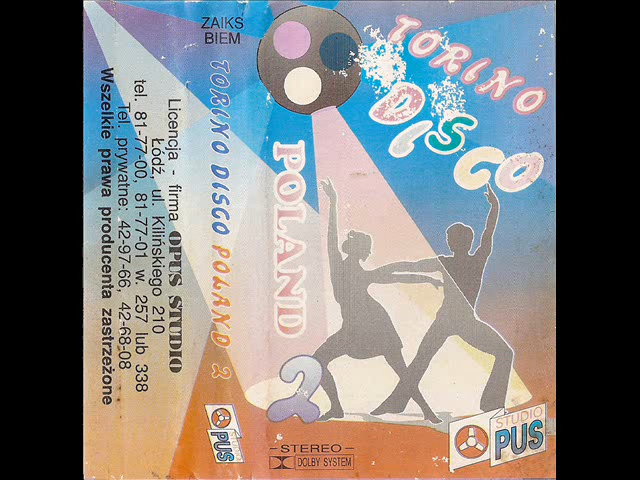 ZAIKS
BIEM
Licencja - firma OPUS STUDIO
Łódź, ul. Kilińskiego 210
tel. 81-77-00, 81-77-01 w. 257 lub 338
Tel. prywatne: 42-97-66, 42-68-08
Wszelkie prawa producenta zastrzeżone
TORINO DISCO POLAND 2
STUDIO
PUS
TORINO
DISCO
POLAND
2
STUDIO
PUS
STEREO
DOLBY SYSTEM